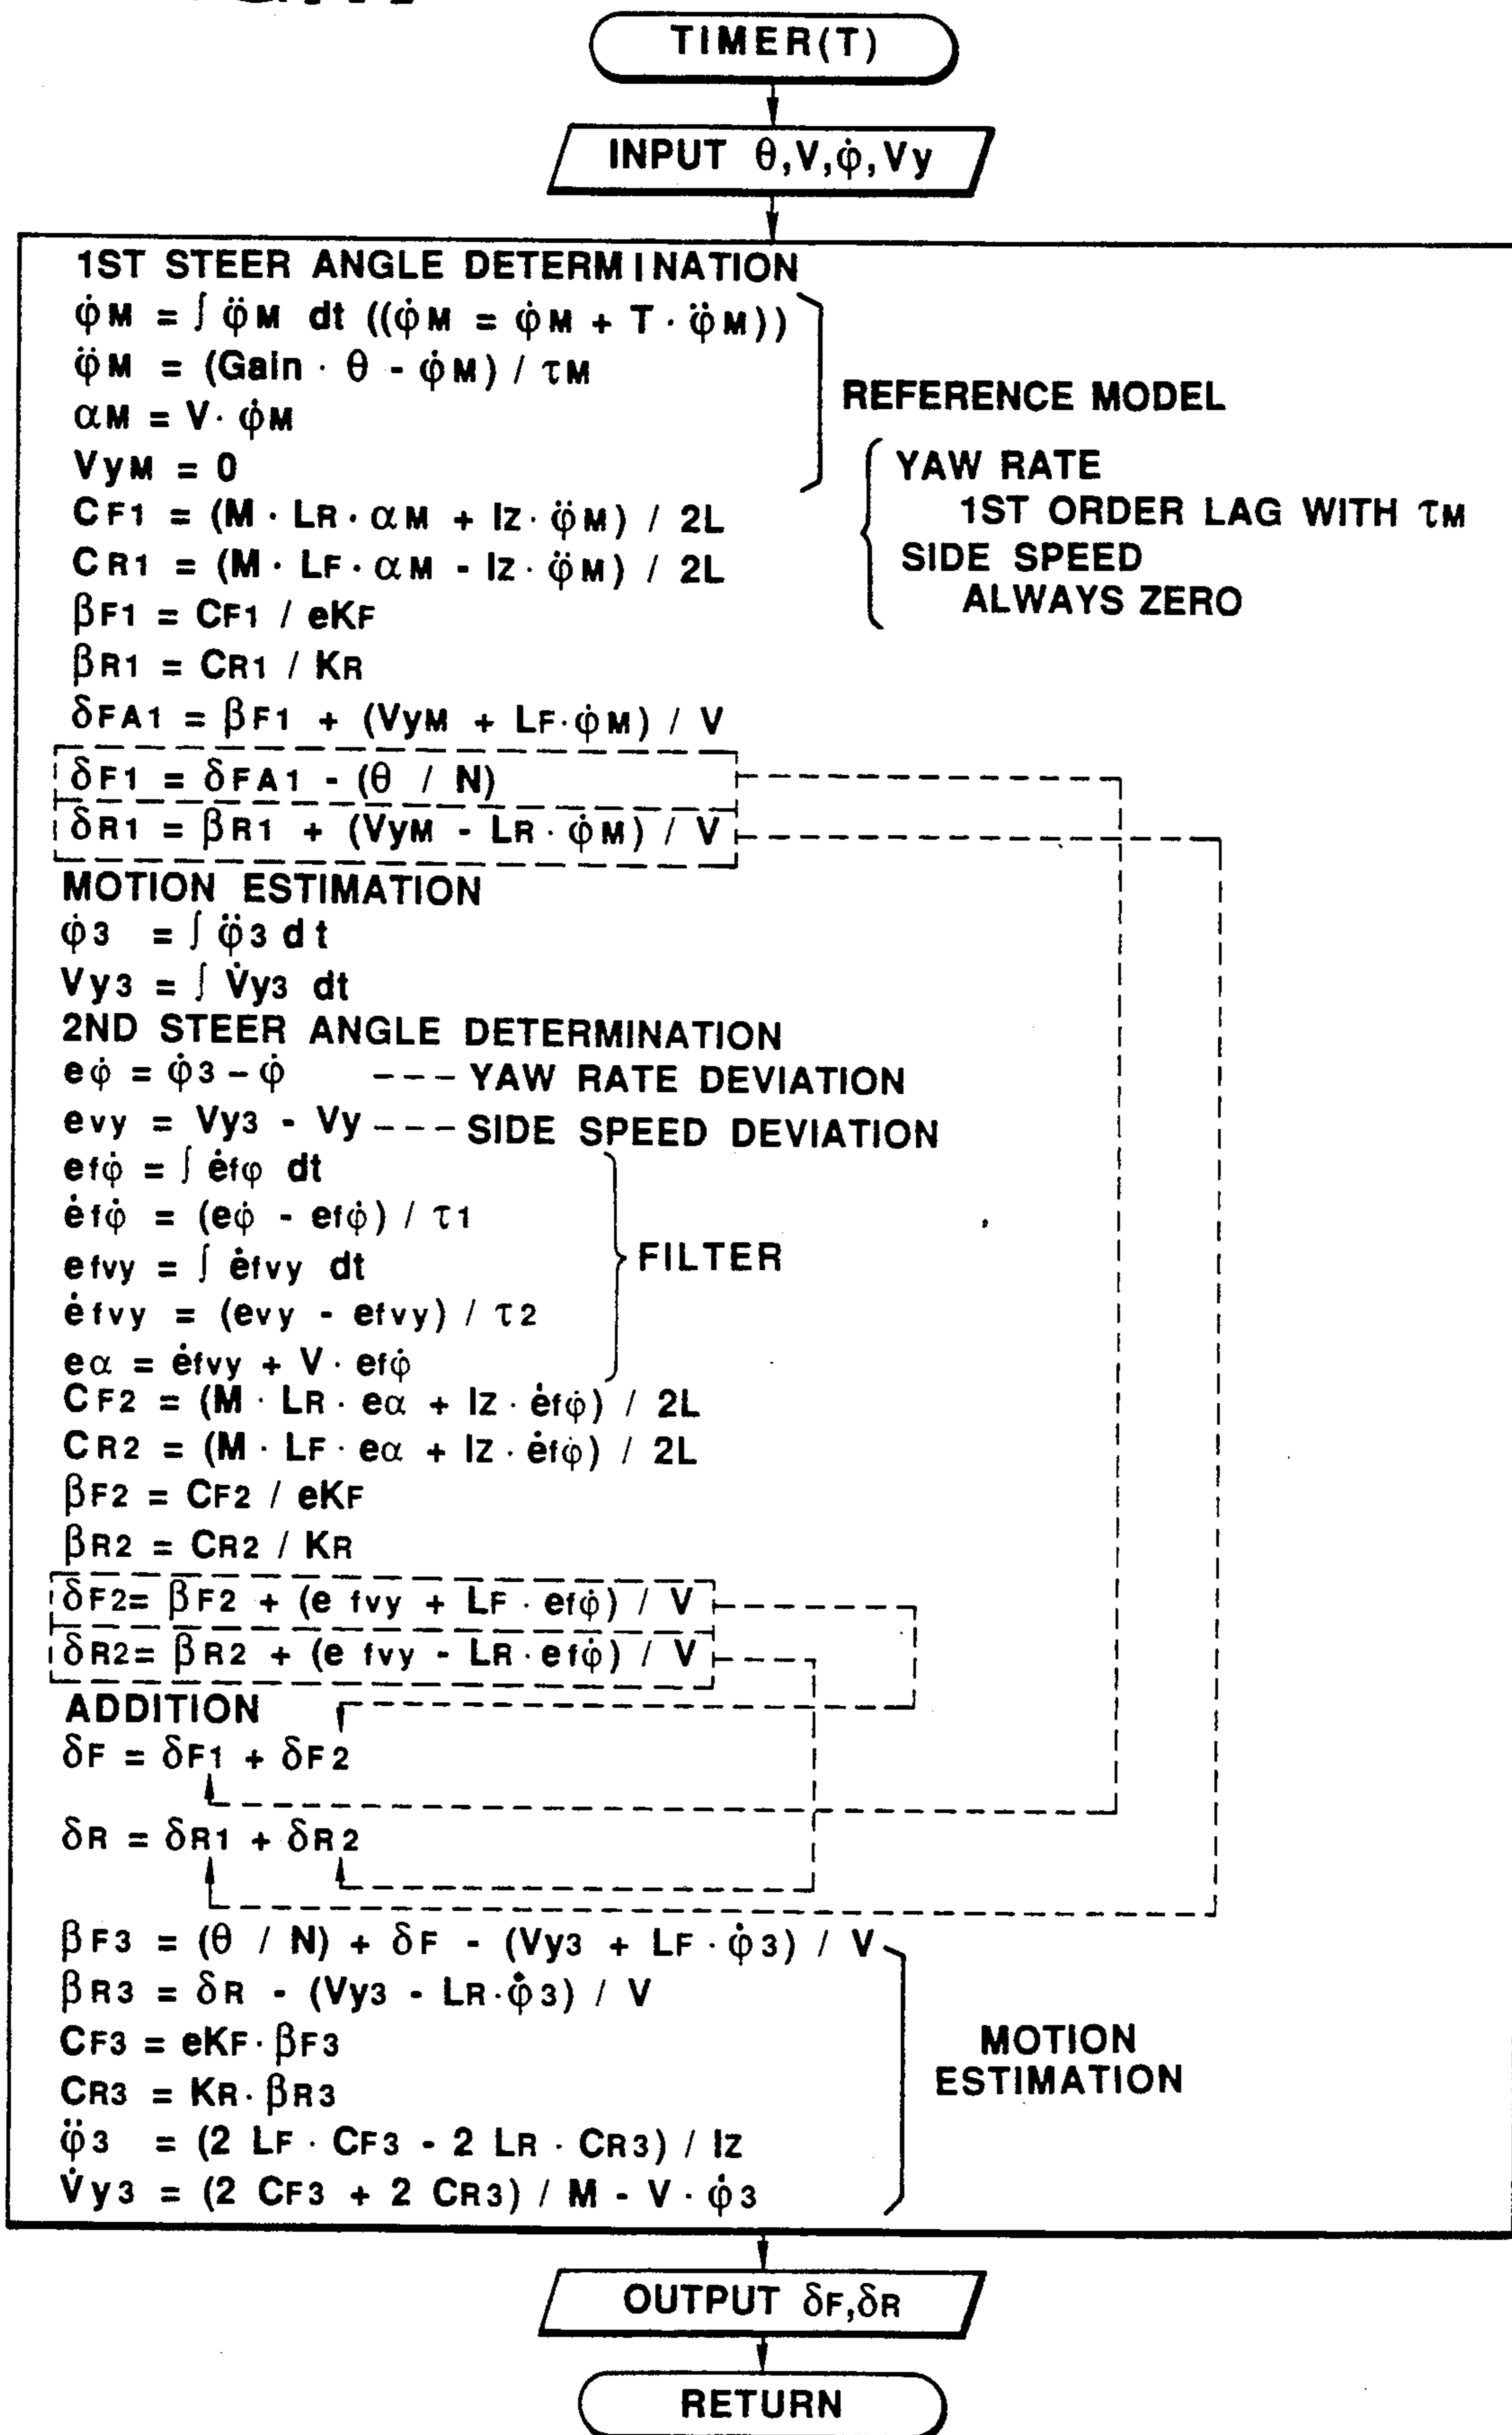 TIMER(T)
INPUT θ,V,φ̇,Vy
1ST STEER ANGLE DETERMINATION
φ̇M = ∫ φ̈M dt ((φ̇M = φ̇M + T · φ̈M))
φ̈M = (Gain · θ - φ̇M) / τM
αM = V · φ̇M
VyM = 0
REFERENCE MODEL
YAW RATE
1ST ORDER LAG WITH τM
SIDE SPEED
ALWAYS ZERO
CF1 = (M · LR · αM + Iz · φ̈M) / 2L
CR1 = (M · LF · αM - Iz · φ̈M) / 2L
βF1 = CF1 / eKF
βR1 = CR1 / KR
δFA1 = βF1 + (VyM + LF·φ̇M) / V
δF1 = δFA1 - (θ / N)
δR1 = βR1 + (VyM - LR · φ̇M) / V
MOTION ESTIMATION
φ̇3 = ∫ φ̈3 dt
Vy3 = ∫ V̇y3 dt
2ND STEER ANGLE DETERMINATION
eφ̇ = φ̇3 - φ̇ --- YAW RATE DEVIATION
evy = Vy3 - Vy --- SIDE SPEED DEVIATION
efφ̇ = ∫ ėfφ dt
ėfφ̇ = (eφ̇ - efφ̇) / τ1
efvy = ∫ ėfvy dt
ėfvy = (evy - efvy) / τ2
eα = ėfvy + V · efφ̇
FILTER
CF2 = (M · LR · eα + Iz · ėfφ̇) / 2L
CR2 = (M · LF · eα + Iz · ėfφ̇) / 2L
βF2 = CF2 / eKF
βR2 = CR2 / KR
δF2= βF2 + (e fvy + LF · efφ̇) / V
δR2= βR2 + (e fvy - LR · efφ̇) / V
ADDITION
δF = δF1 + δF2
δR = δR1 + δR2
βF3 = (θ / N) + δF - (Vy3 + LF · φ̇3) / V
βR3 = δR - (Vy3 - LR·φ̇3) / V
CF3 = eKF · βF3
CR3 = KR · βR3
φ̈3 = (2 LF · CF3 - 2 LR · CR3) / Iz
V̇y3 = (2 CF3 + 2 CR3) / M - V · φ̇3
MOTION
ESTIMATION
OUTPUT δF,δR
RETURN